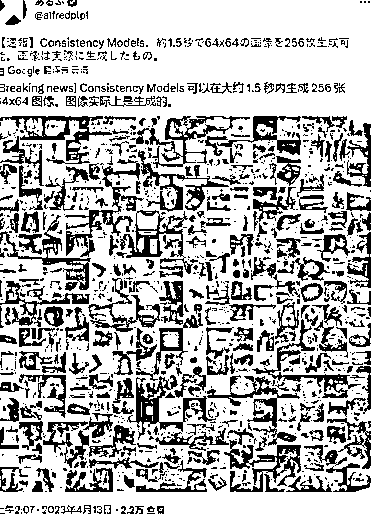 あるふ
@alfredplpl
【速報】Consistency Models、約1.5秒で64x64の画像を256枚生成可
能。画像は実際に生成したもの。
由 Google 翻译自 日语
[Breaking news] Consistency Models 可以在大约 1.5 秒内生成 256 张
64x64 图像。图像实际上是生成的。
上午2:07 · 2023年4月13日 · 2.2万 查看